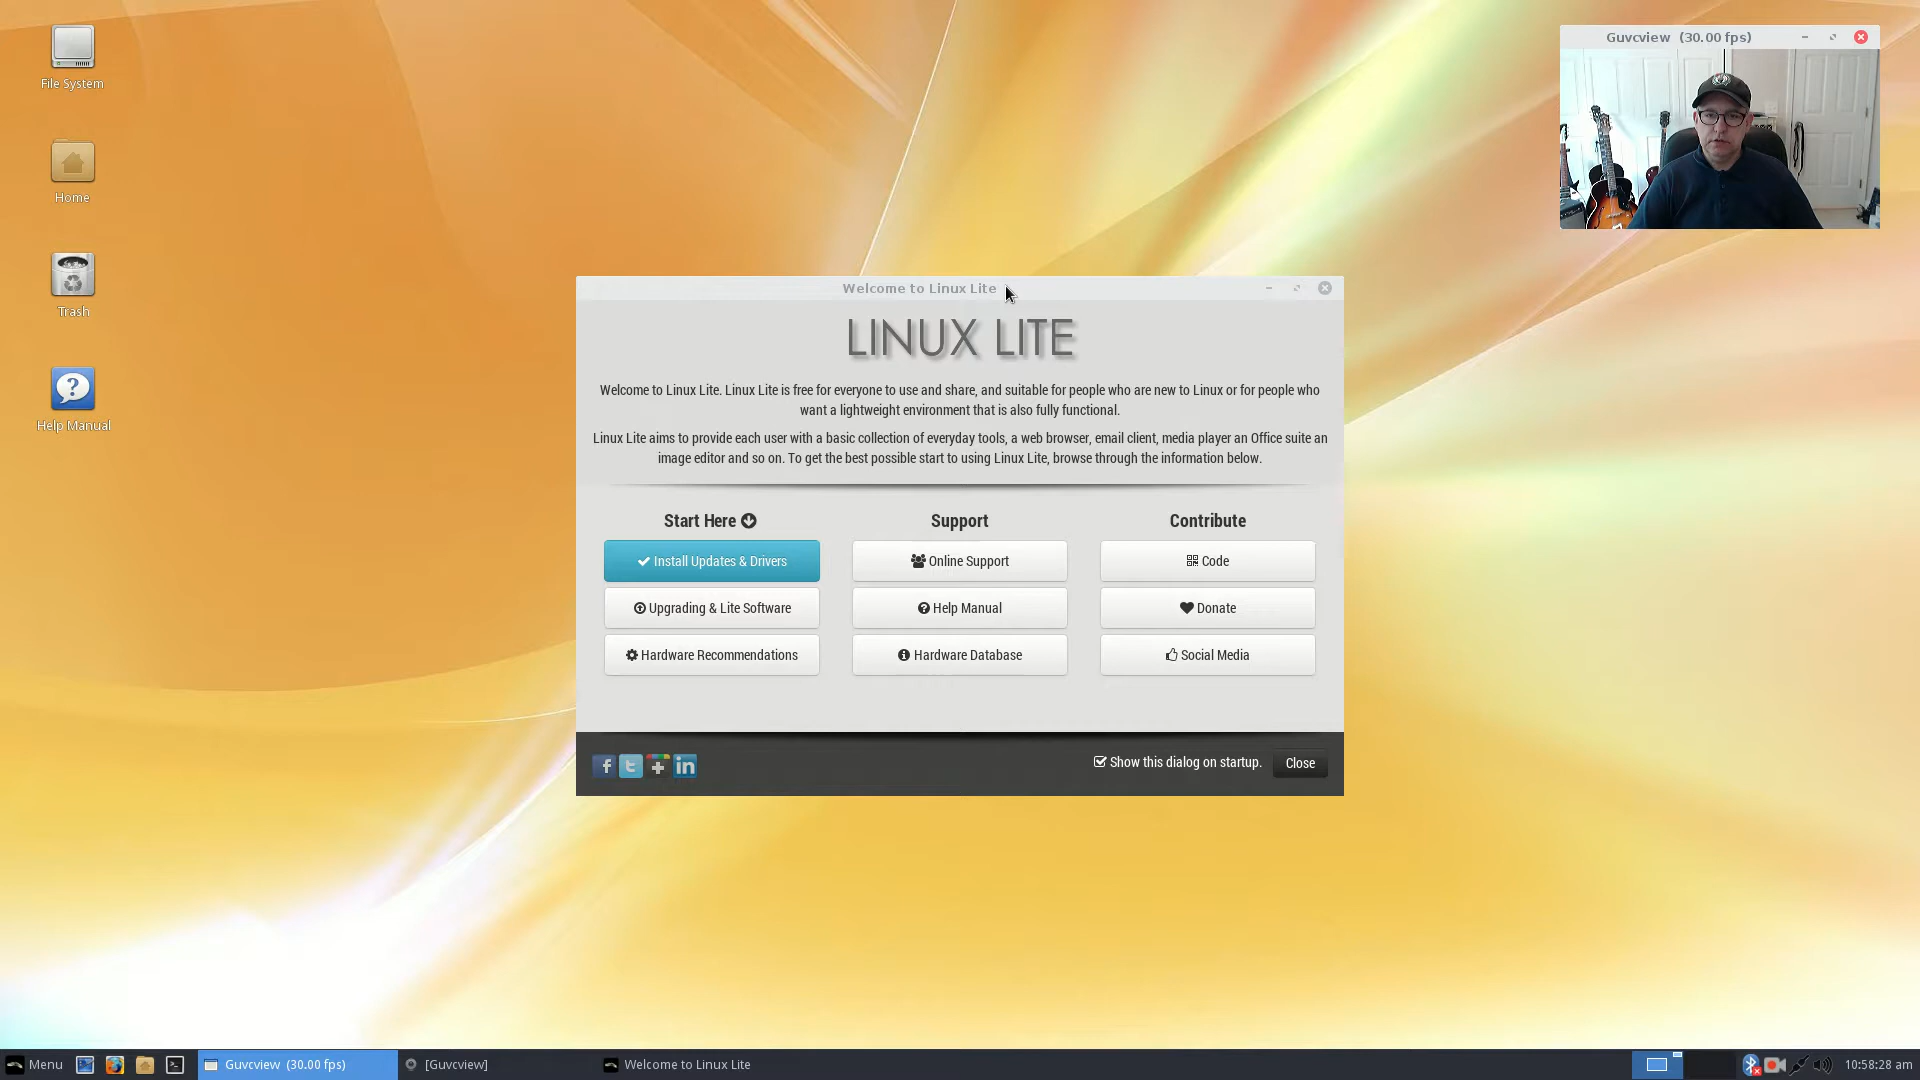 File System
Home
Trash
Help Manual
Guvcview (30.00 fps)
Welcome to Linux Lite
LINUX LITE
Welcome to Linux Lite. Linux Lite is free for everyone to use and share, and suitable for people who are new to Linux or for people who
want a lightweight environment that is also fully functional.
Linux Lite aims to provide each user with a basic collection of everyday tools, a web browser, email client, media player an Office suite an
image editor and so on. To get the best possible start to using Linux Lite, browse through the information below.
Start Here
Install Updates & Drivers
Upgrading & Lite Software
Hardware Recommendations
Support
Online Support
Help Manual
Hardware Database
Contribute
Code
Donate
Social Media
Show this dialog on startup.
Close
Menu
Guvcview (30.00 fps)
[Guvcview]
Welcome to Linux Lite
10:58:28 am